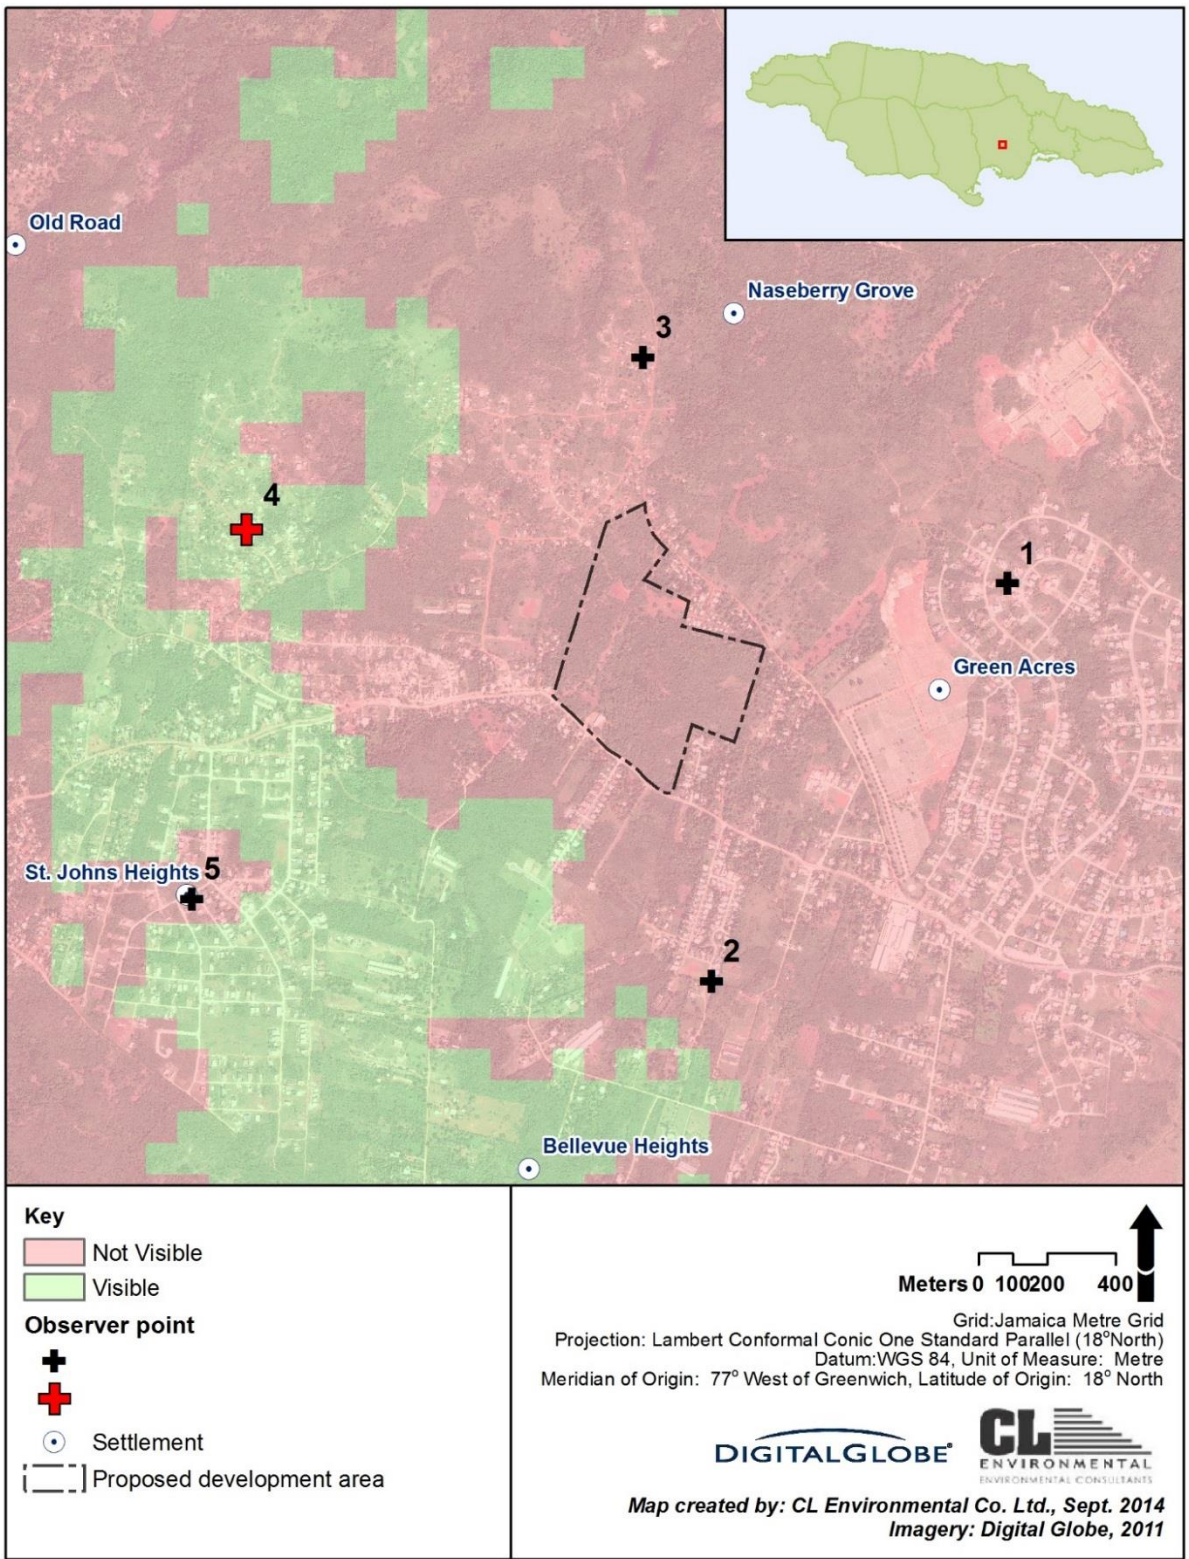 Old Road
Naseberry Grove
3
4
1
Green Acres
St. Johns Heights 5
2
Bellevue Heights
Key
Not Visible
Visible
Observer point
Settlement
Proposed development area
Meters 0 100200 400
Grid:Jamaica Metre Grid
Projection: Lambert Conformal Conic One Standard Parallel (18°North)
Datum:WGS 84, Unit of Measure: Metre
Meridian of Origin: 77° West of Greenwich, Latitude of Origin: 18° North
DIGITALGLOBE®
CL
ENVIRONMENTAL
ENVIRONMENTAL CONSULTANTS
Map created by: CL Environmental Co. Ltd., Sept. 2014
Imagery: Digital Globe, 2011